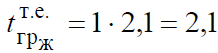 t^{т.е.}_{гр_ж} = 1 · 2,1 = 2,1